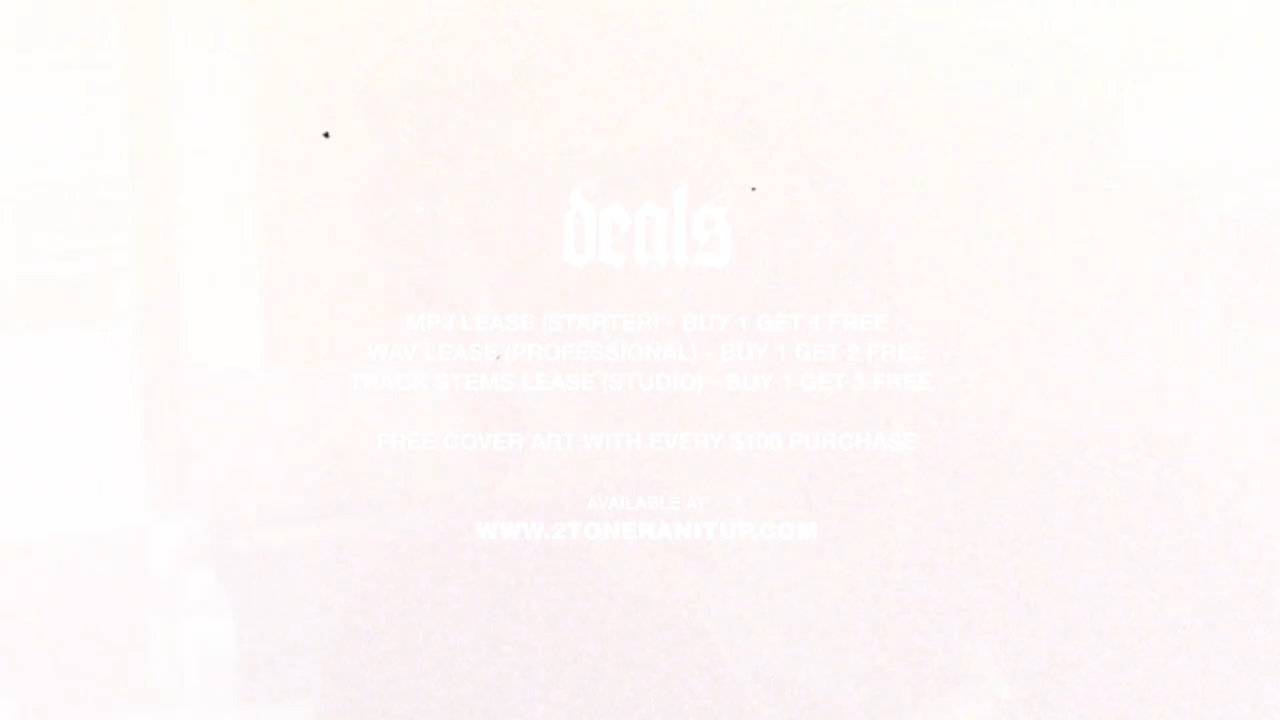 deals
MP3 LEASE (STARTER) - BUY 1 GET 1 FREE
WAV LEASE (PROFESSIONAL) - BUY 1 GET 2 FREE
TRACK STEMS LEASE (STUDIO) - BUY 1 GET 3 FREE
FREE COVER ART WITH EVERY $100 PURCHASE
AVAILABLE AT
WWW.2TONERANITUP.COM